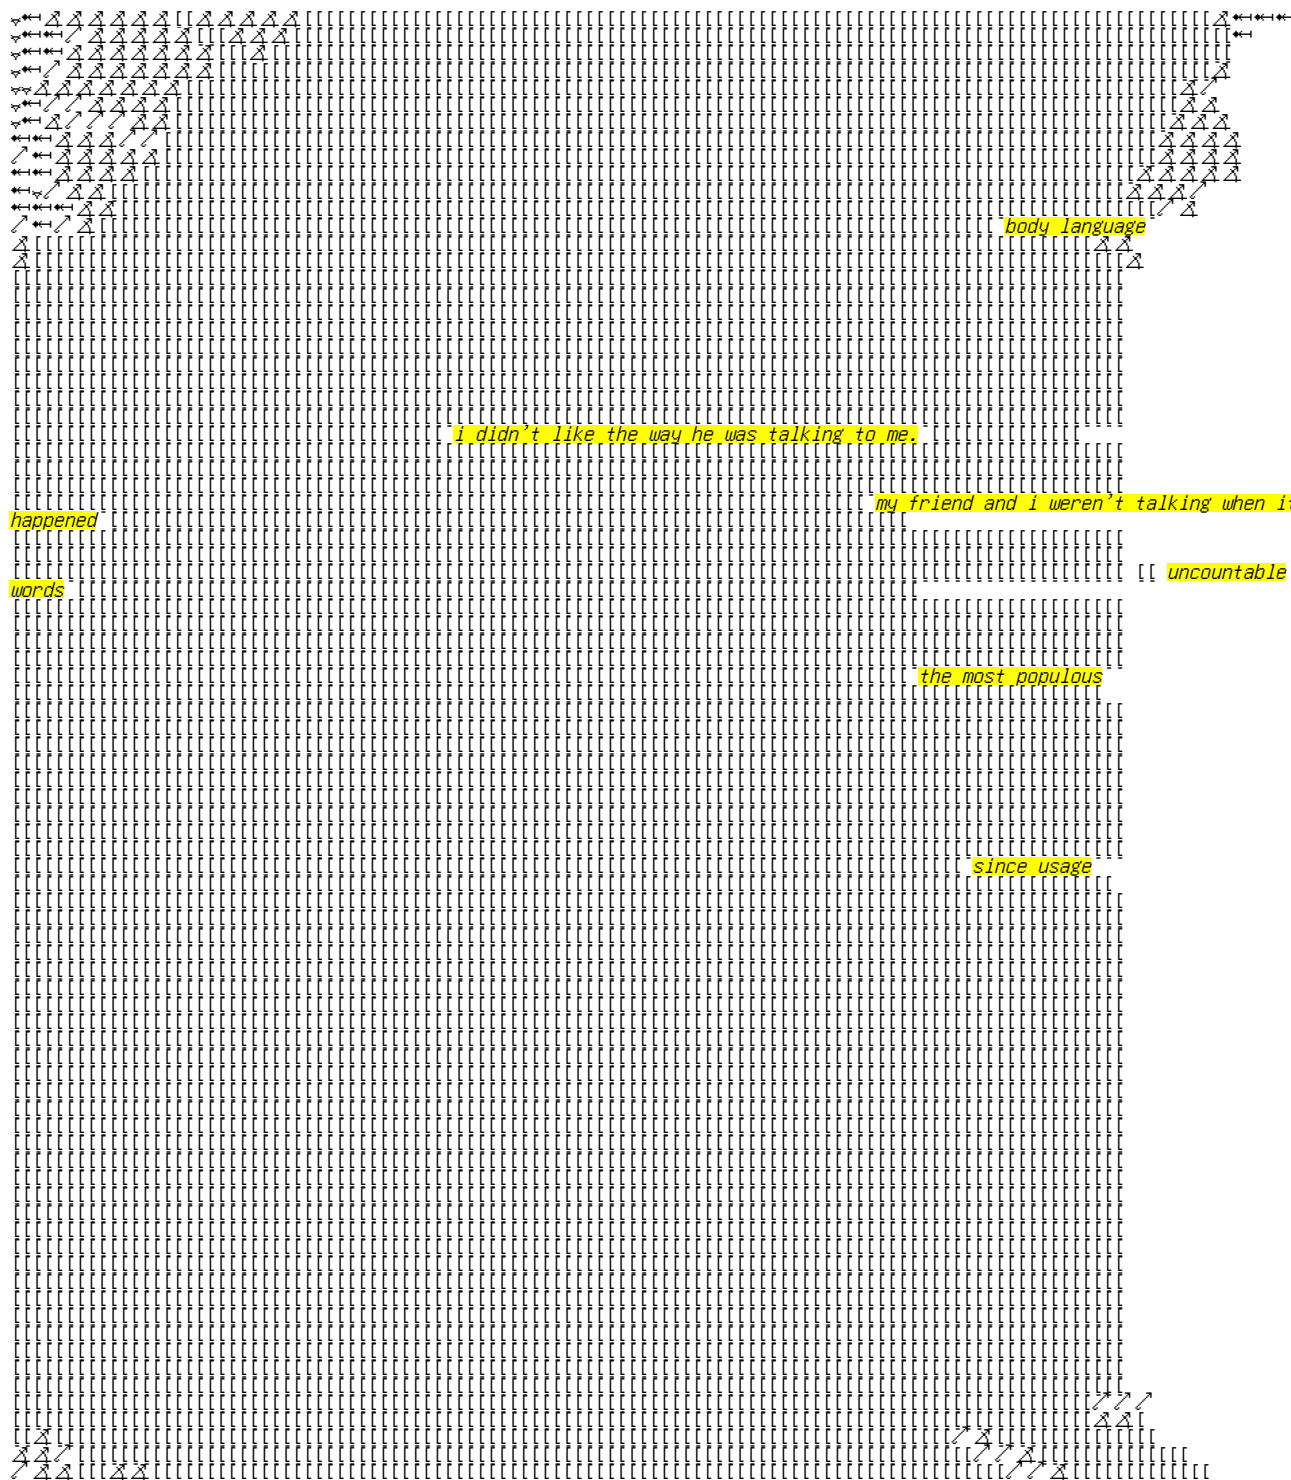 body language
i didn't like the way he was talking to me.
my friend and i weren't talking when it
happened
uncountable
words
the most populous
since usage